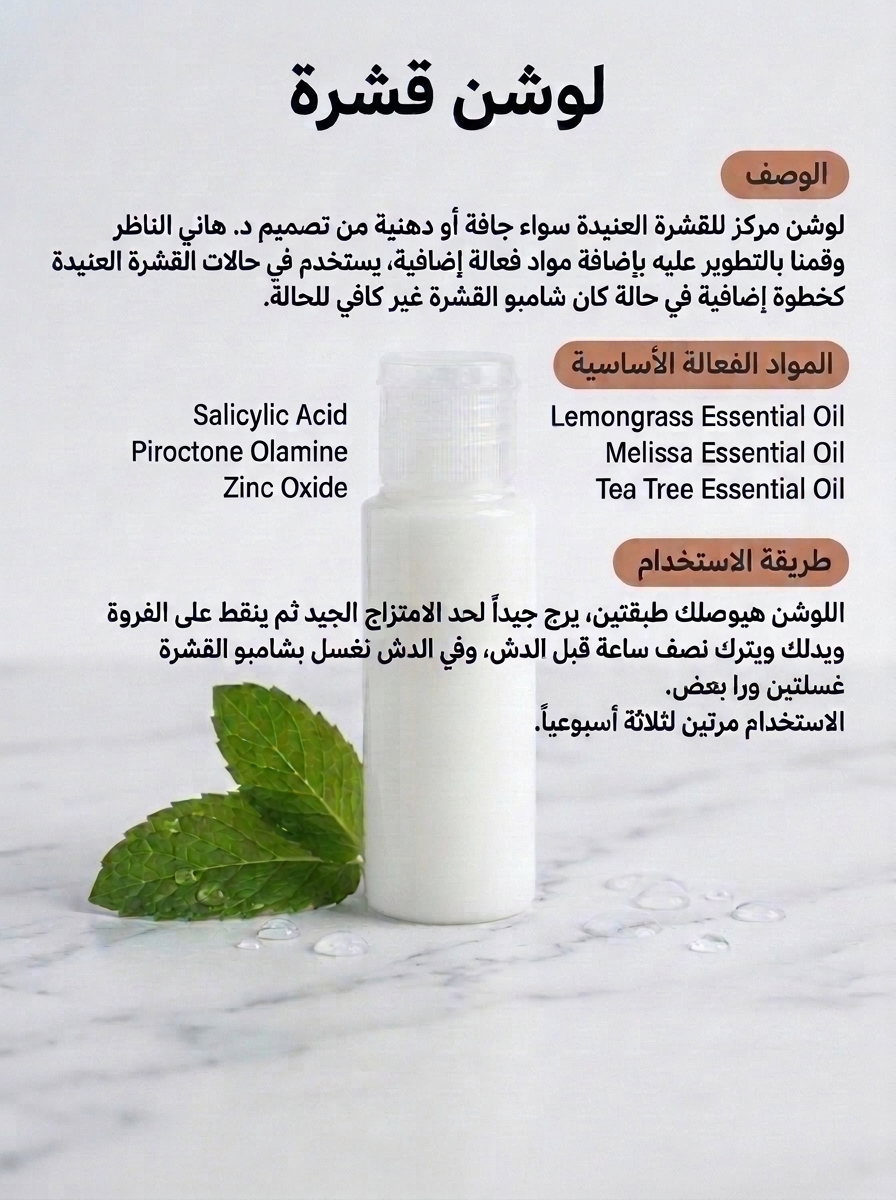 لوشن قشرة
الوصف
لوشن مركز للقشرة العنيدة سواء جافة أو دهنية من تصميم د. هاني الناظر
وقمنا بالتطوير عليه بإضافة مواد فعالة إضافية، يستخدم في حالات القشرة العنيدة
كخطوة إضافية في حالة كان شامبو القشرة غير كافي للحالة.
المواد الفعالة الأساسية
Lemongrass Essential Oil
Melissa Essential Oil
Tea Tree Essential Oil
Salicylic Acid
Piroctone Olamine
Zinc Oxide
طريقة الاستخدام
اللوشن هيوصلك طبقتين، يرج جيداً لحد الامتزاج الجيد ثم ينقط على الفروة
ويدلك ويترك نصف ساعة قبل الدش، وفي الدش نغسل بشامبو القشرة
غسلتين ورا بعض.
الاستخدام مرتين لثلاثة أسبوعياً.